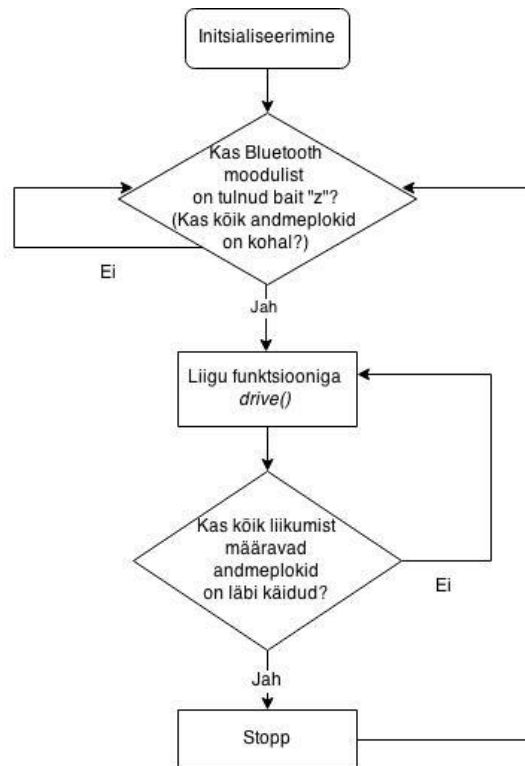 Initsialiseerimine
Kas Bluetooth
moodulist
on tulnud bait "z"?
(Kas kõik andmeplokid
on kohal?)
Ei
Jah
Liigu funktsiooniga
drive()
Kas kõik liikumist
määravad
andmeplokid
on läbi käidud?
Ei
Jah
Stopp